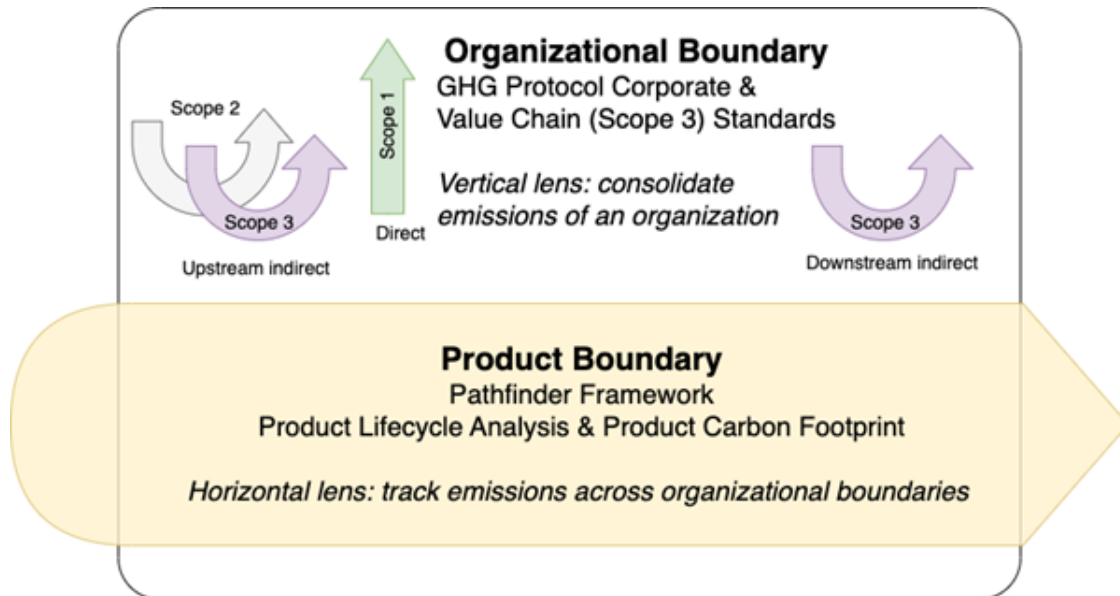 Organizational Boundary
GHG Protocol Corporate &
Value Chain (Scope 3) Standards
Vertical lens: consolidate
emissions of an organization
Scope 2
Scope 3
Upstream indirect
Scope 1
Direct
Scope 3
Downstream indirect
Product Boundary
Pathfinder Framework
Product Lifecycle Analysis & Product Carbon Footprint
Horizontal lens: track emissions across organizational boundaries